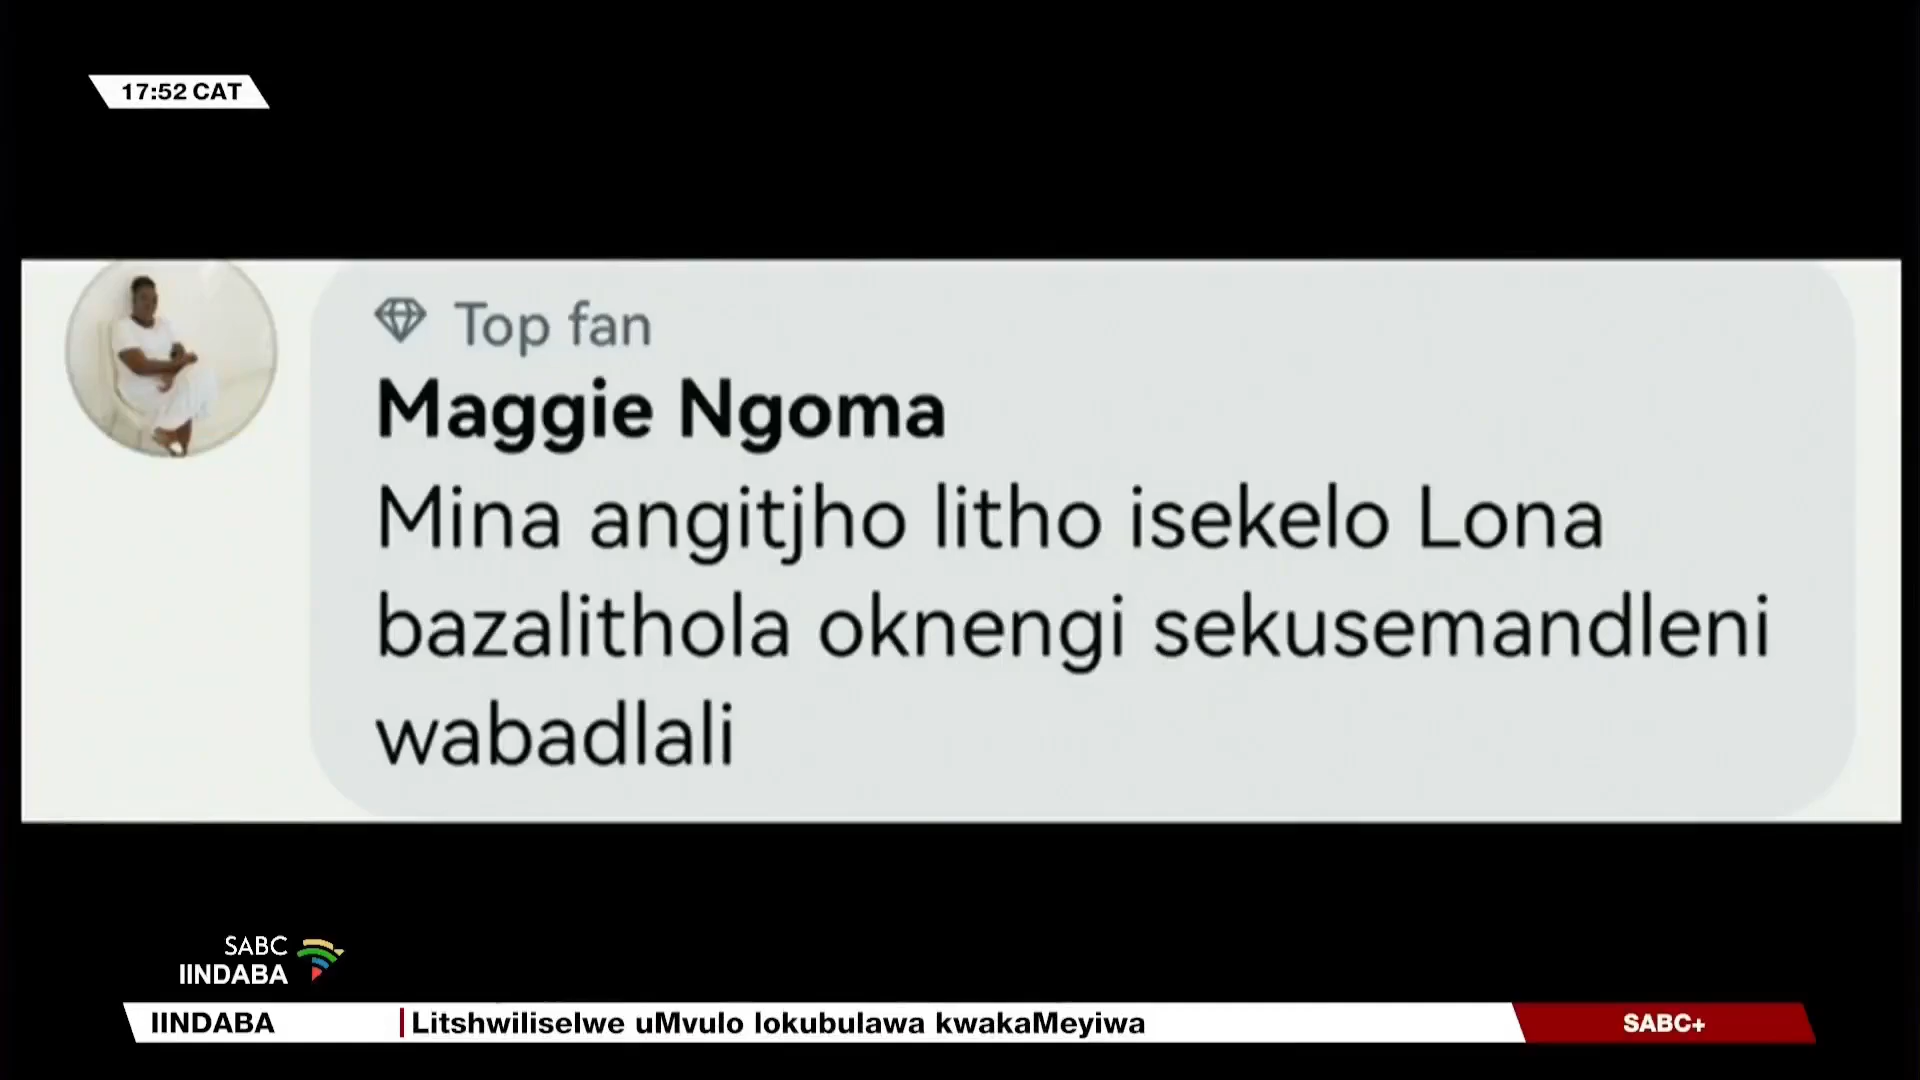 17:52 CAT
Top fan
Maggie Ngoma
Mina angitjho litho isekelo Lona
bazalithola oknengi sekusemandleni
wabadlali
SABC
IINDABA
IINDABA Litshwiliselwe uMvulo lokubulawa kwakaMeyiwa SABC+